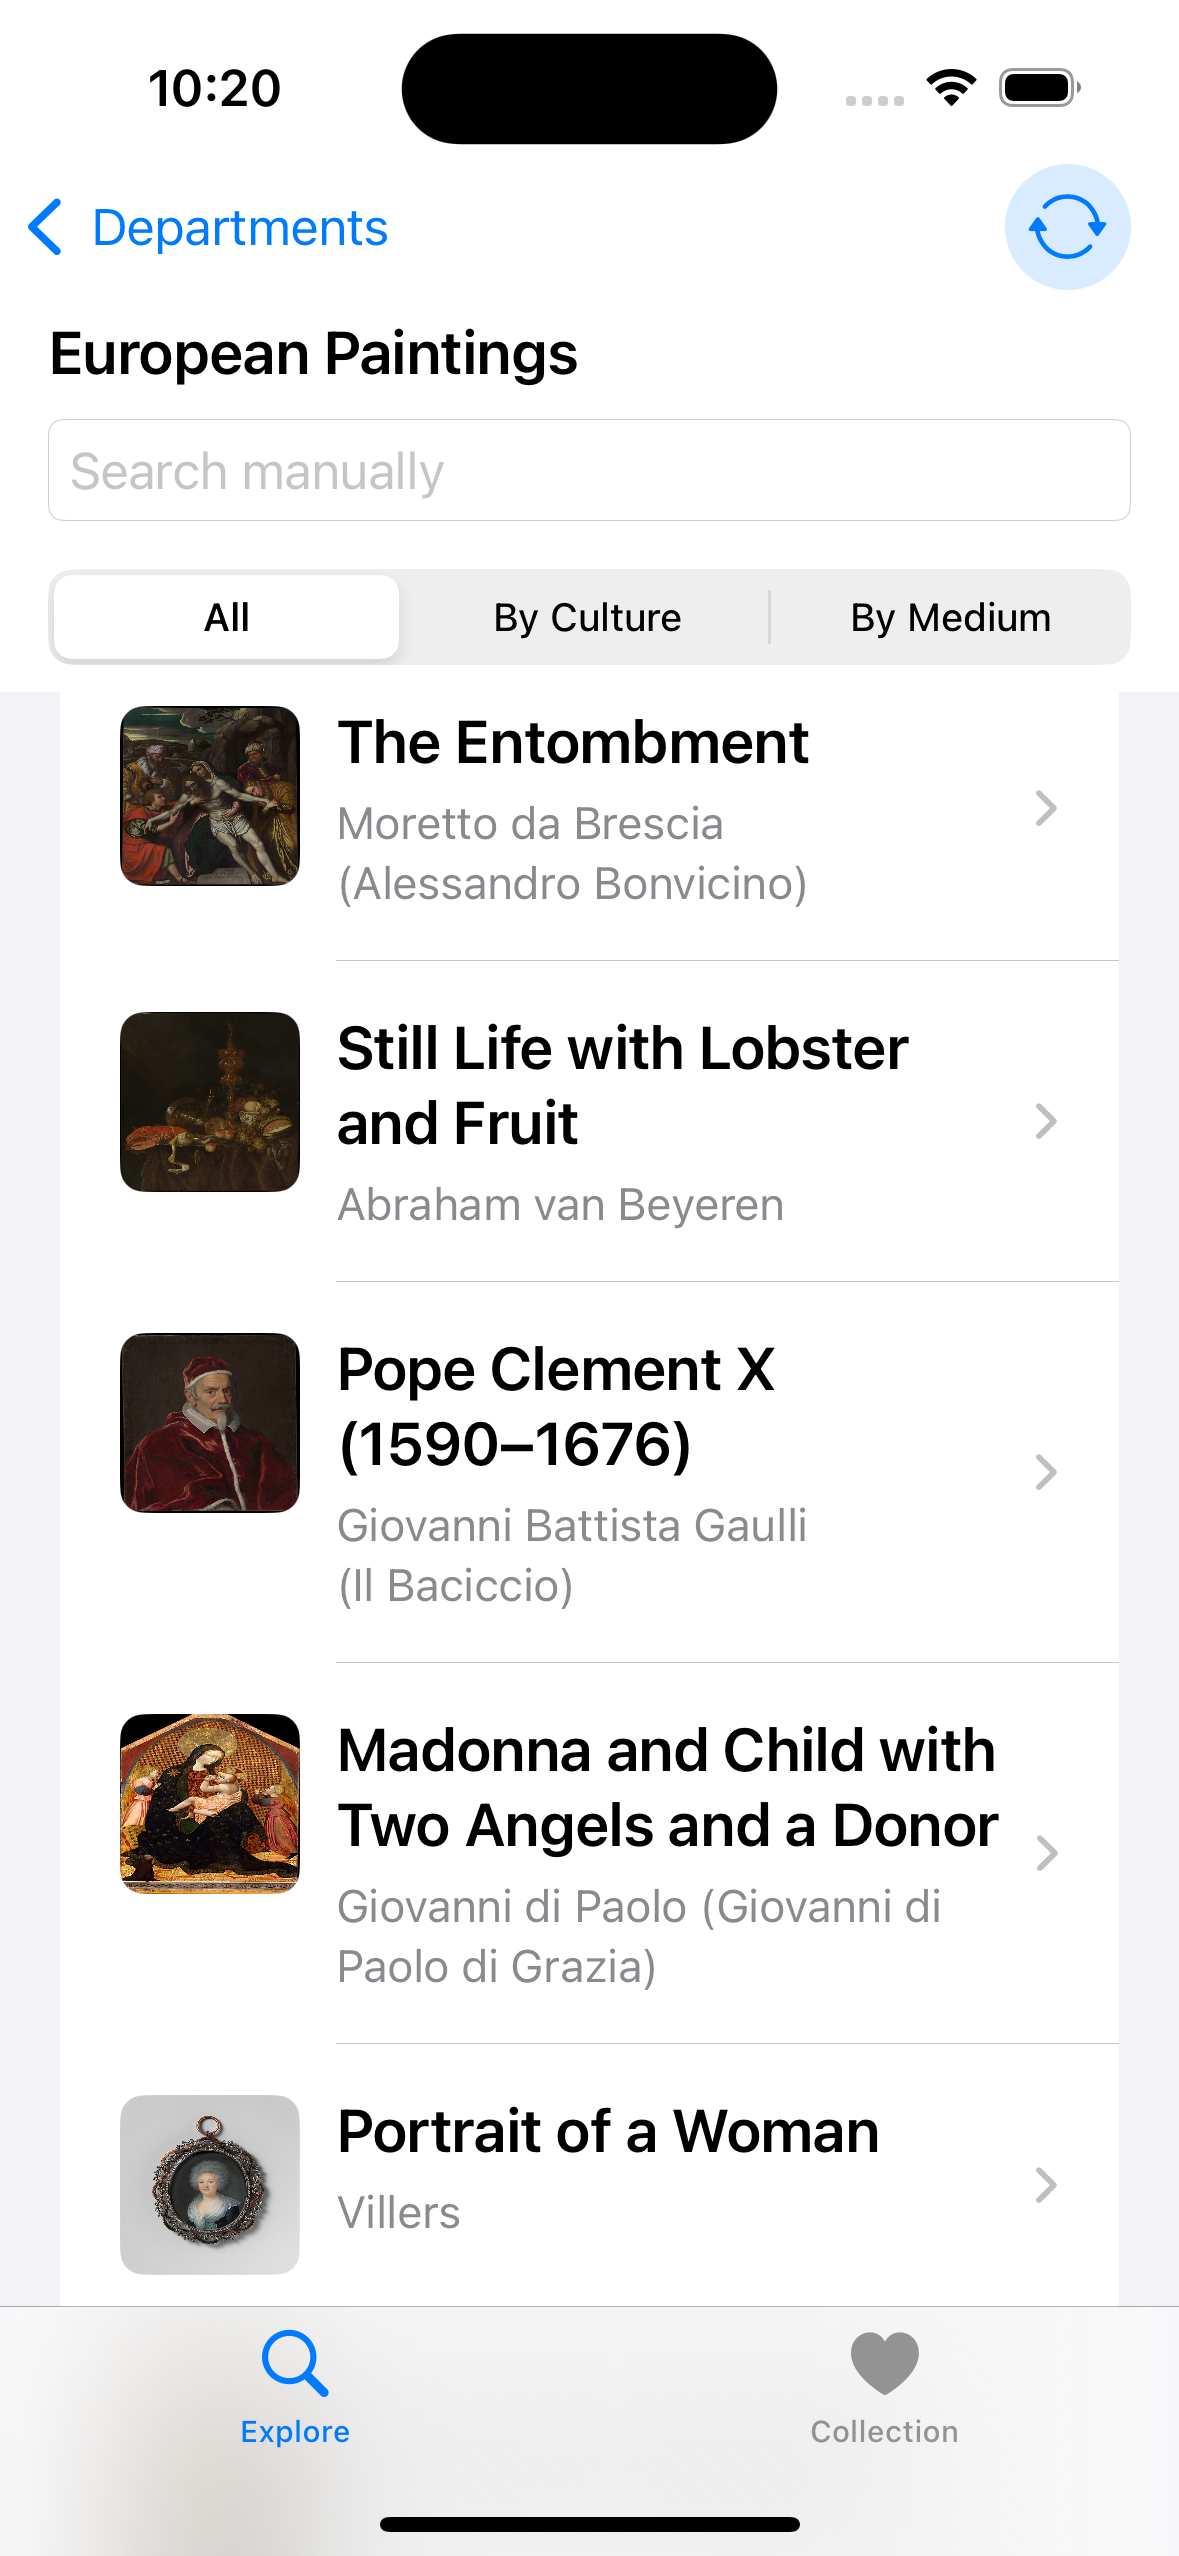 10:20
Departments
European Paintings
Search manually
All
By Culture
By Medium
The Entombment
Moretto da Brescia
(Alessandro Bonvicino)
Still Life with Lobster
and Fruit
Abraham van Beyeren
Pope Clement X
(1590–1676)
Giovanni Battista Gaulli
(Il Baciccio)
Madonna and Child with
Two Angels and a Donor
Giovanni di Paolo (Giovanni di
Paolo di Grazia)
Portrait of a Woman
Villers
Explore
Collection